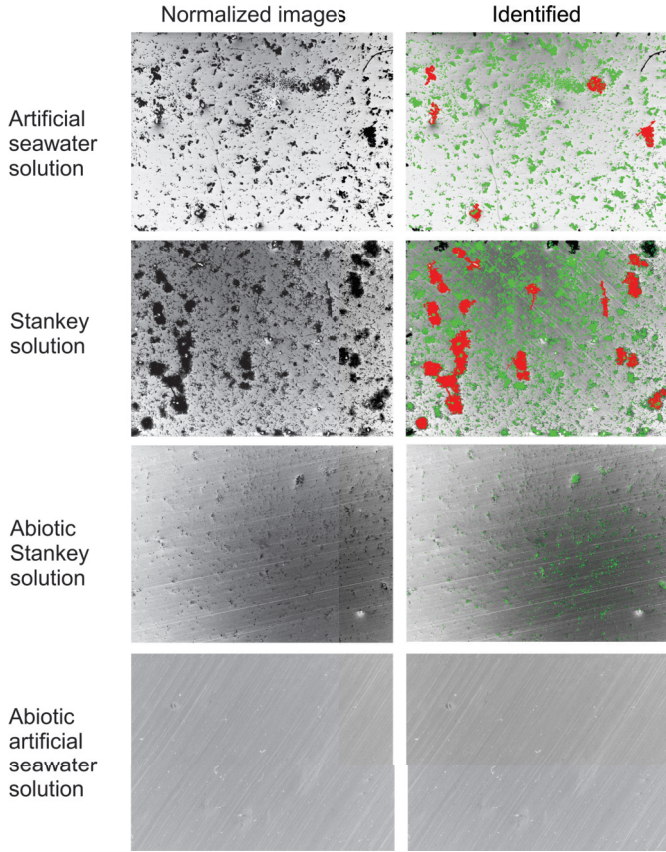 Normalized images
Identified
Artificial
seawater
solution
Stankey
solution
Abiotic
Stankey
solution
Abiotic
artificial
seawater
solution